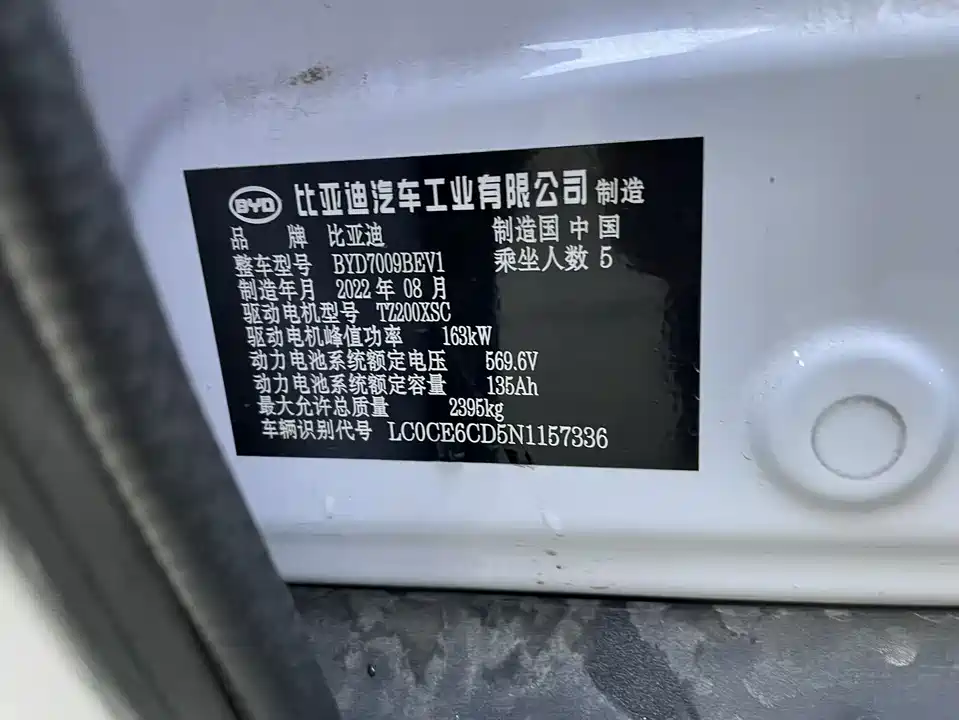 BYD 比亚迪汽车工业有限公司 制造
品 牌 比亚迪 制造国 中国
整车型号 BYD7009BEV1 乘坐人数 5
制造年月 2022 年 08 月
驱动电机型号 TZ200XSC
驱动电机峰值功率 163kW
动力电池系统额定电压 569.6V
动力电池系统额定容量 135Ah
最大允许总质量 2395kg
车辆识别代号 LC0CE6CD5N1157336